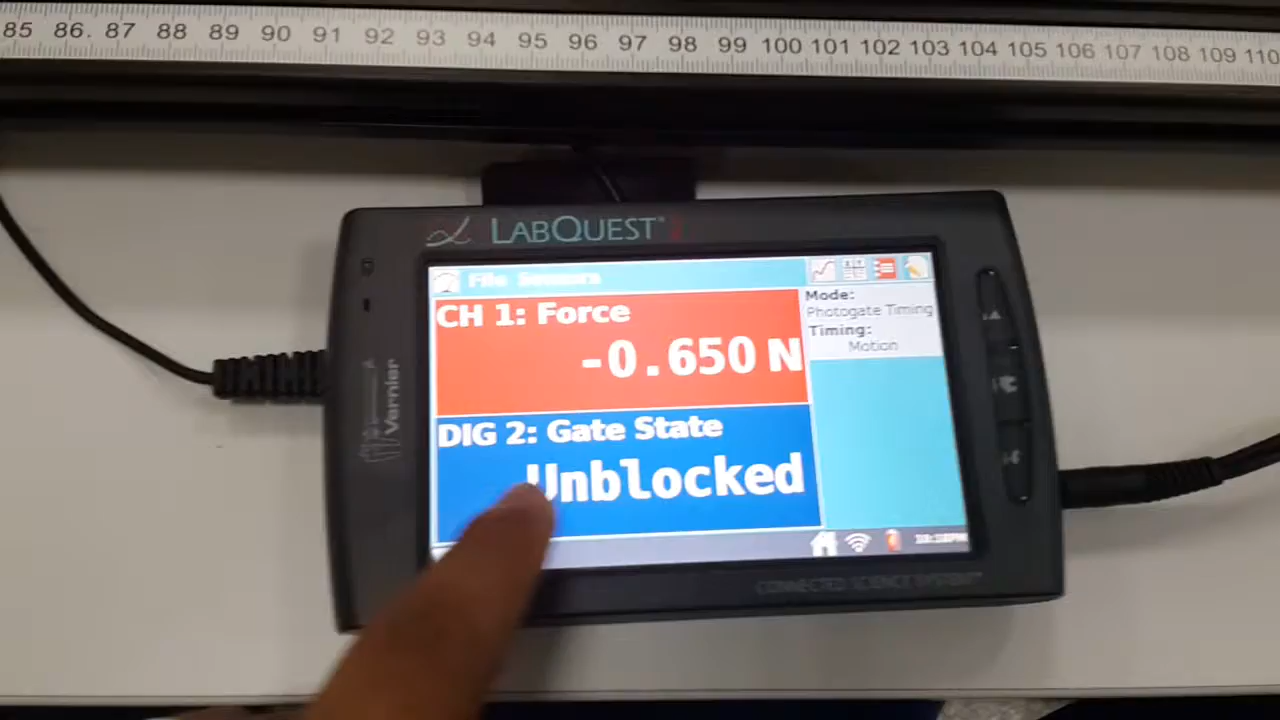 85 86. 87 88 89 90 91 92 93 94 95 96 97 98 99 100 101 102 103 104 105 106 107 108 109 110
LABQUEST
File Sensors
CH 1: Force
-0.650 N
DIG 2: Gate State
Unblocked
Mode:
Photogate Timing
Timing:
Motion
Vernier
CONNECTED SCIENCE SYSTEM